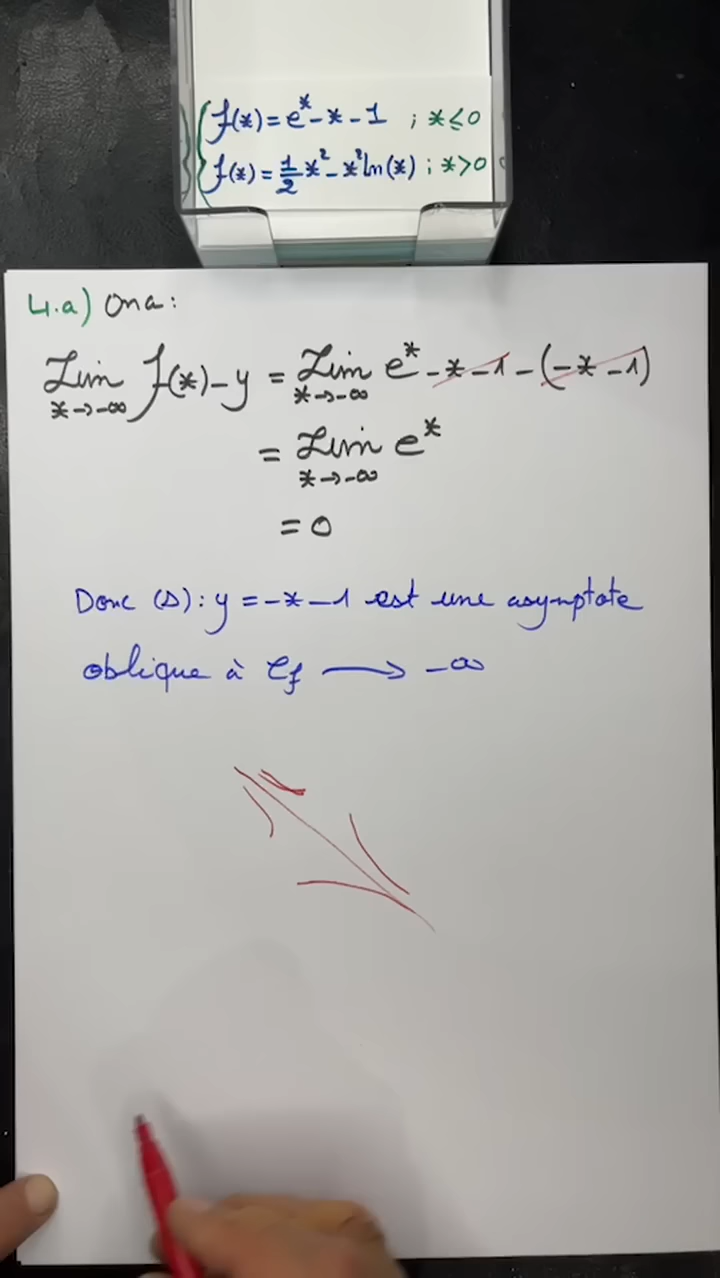 f(x) = e^x - x - 1 ; x ≤ 0
f(x) = 1/2 x² - x² ln(x) ; x > 0
4.a) On a :
Lim x→-∞ f(x) - y = Lim x→-∞ e^x - x - 1 - (-x - 1)
= Lim x→-∞ e^x
= 0
Donc (Δ) : y = -x - 1 est une asymptote
oblique à Cf → -∞